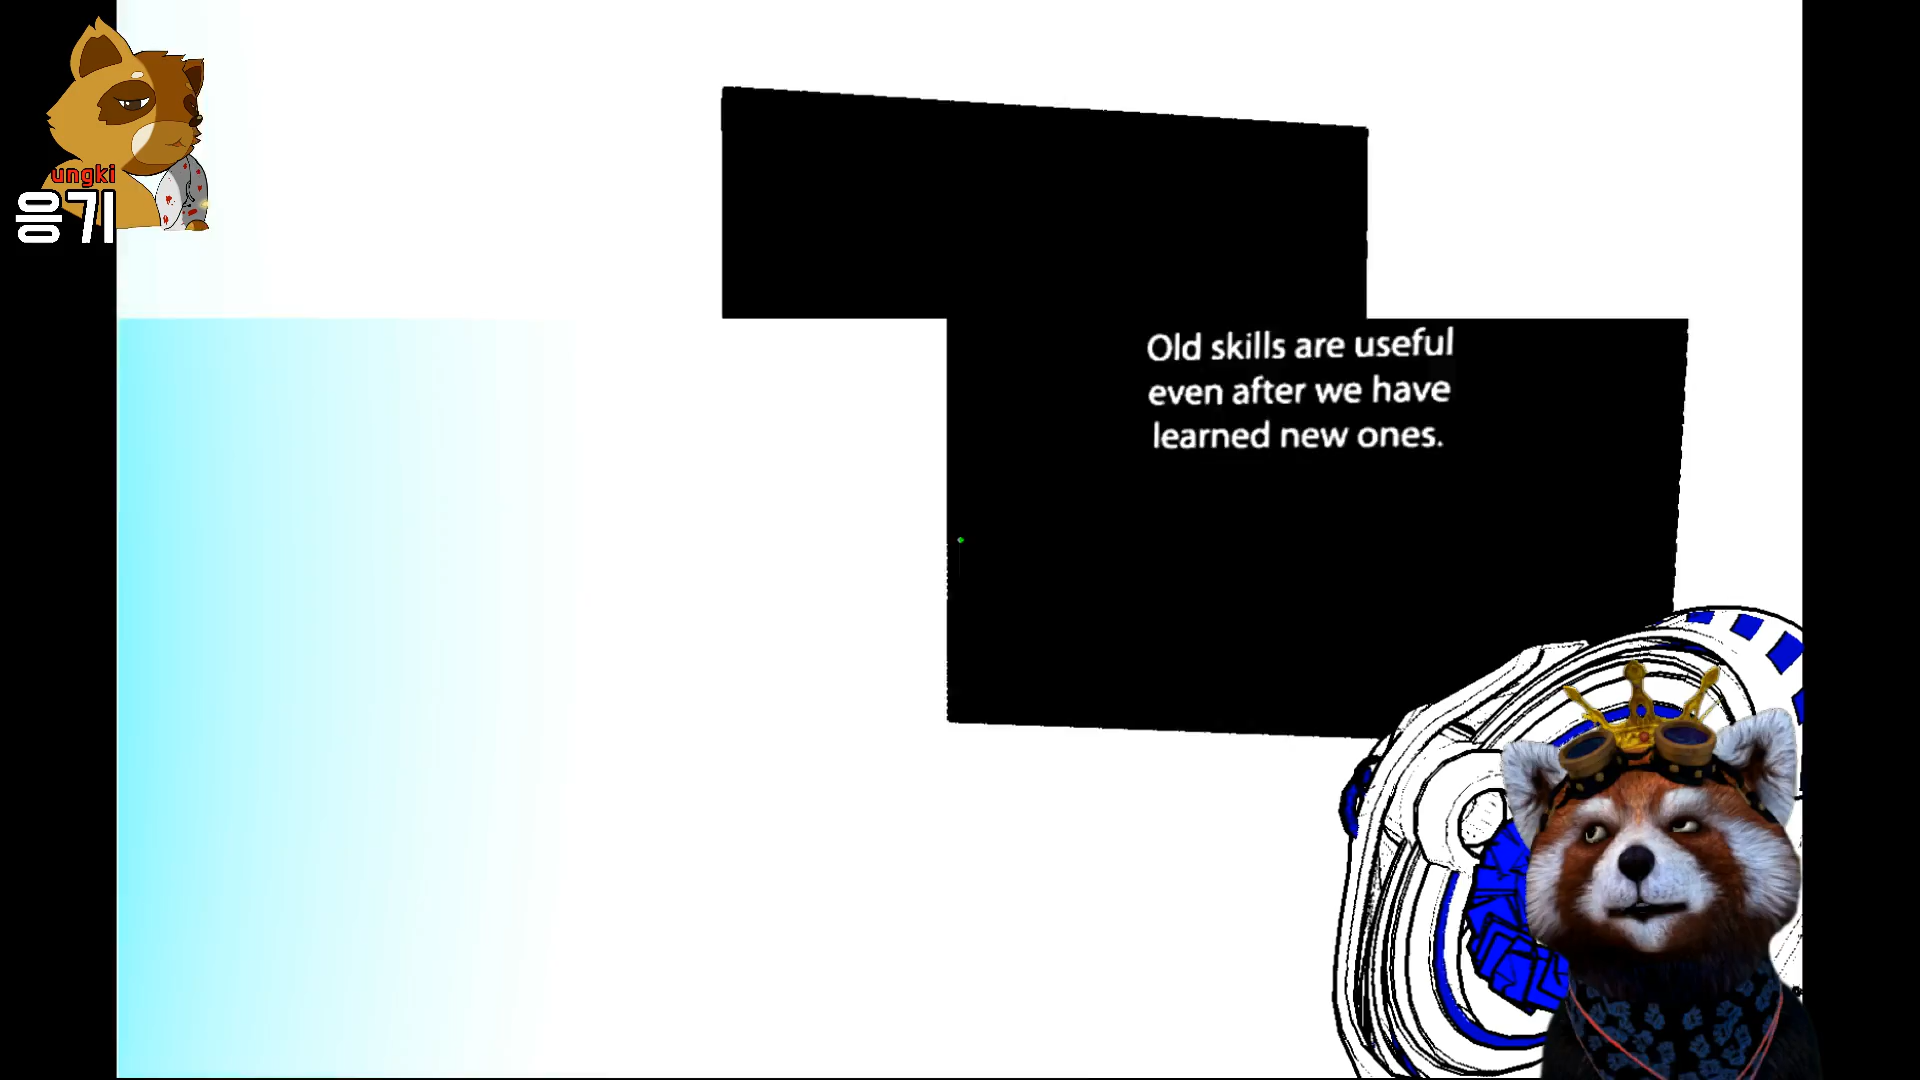 ungki
응기
Old skills are useful
even after we have
learned new ones.